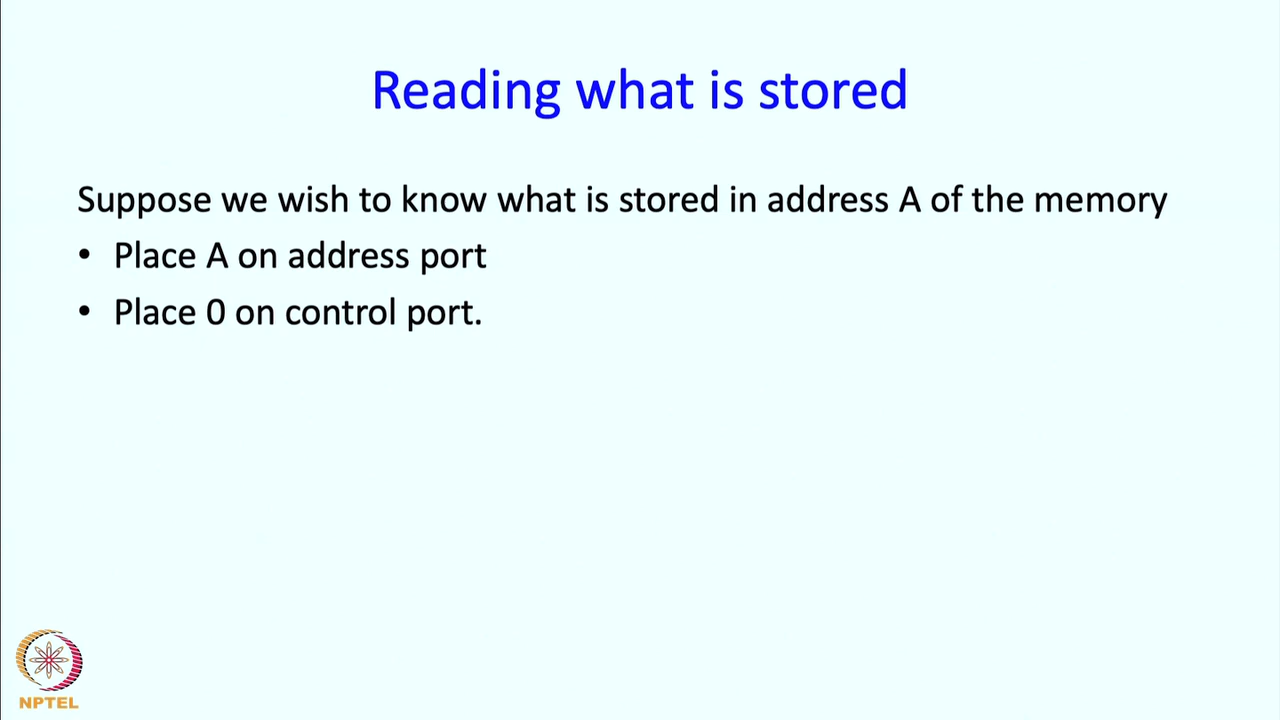 Reading what is stored
Suppose we wish to know what is stored in address A of the memory
• Place A on address port
• Place 0 on control port.
NPTEL